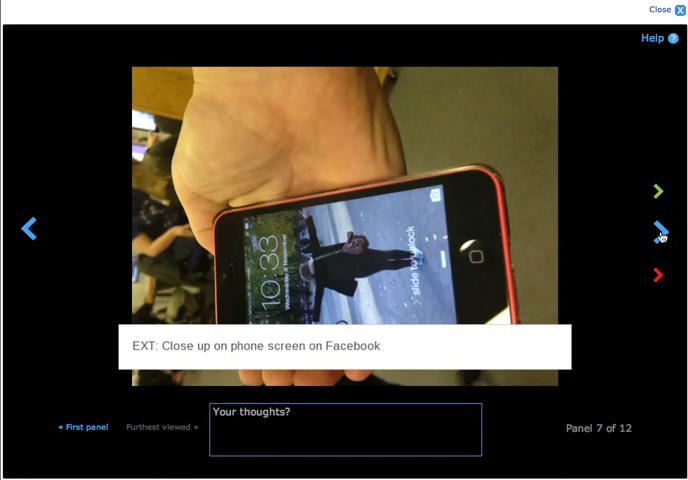 Close X
Help ?
10:33
Wednesday 6 November
slide to unlock
EXT: Close up on phone screen on Facebook
Your thoughts?
« First panel
Furthest viewed »
Panel 7 of 12